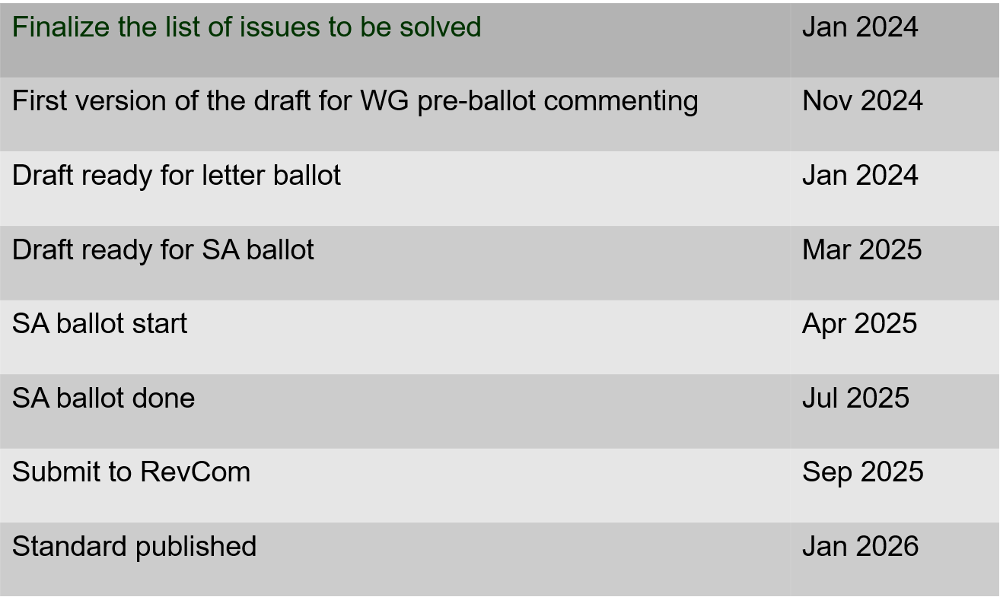 Finalize the list of issues to be solved Jan 2024
First version of the draft for WG pre-ballot commenting Nov 2024
Draft ready for letter ballot Jan 2024
Draft ready for SA ballot Mar 2025
SA ballot start Apr 2025
SA ballot done Jul 2025
Submit to RevCom Sep 2025
Standard published Jan 2026